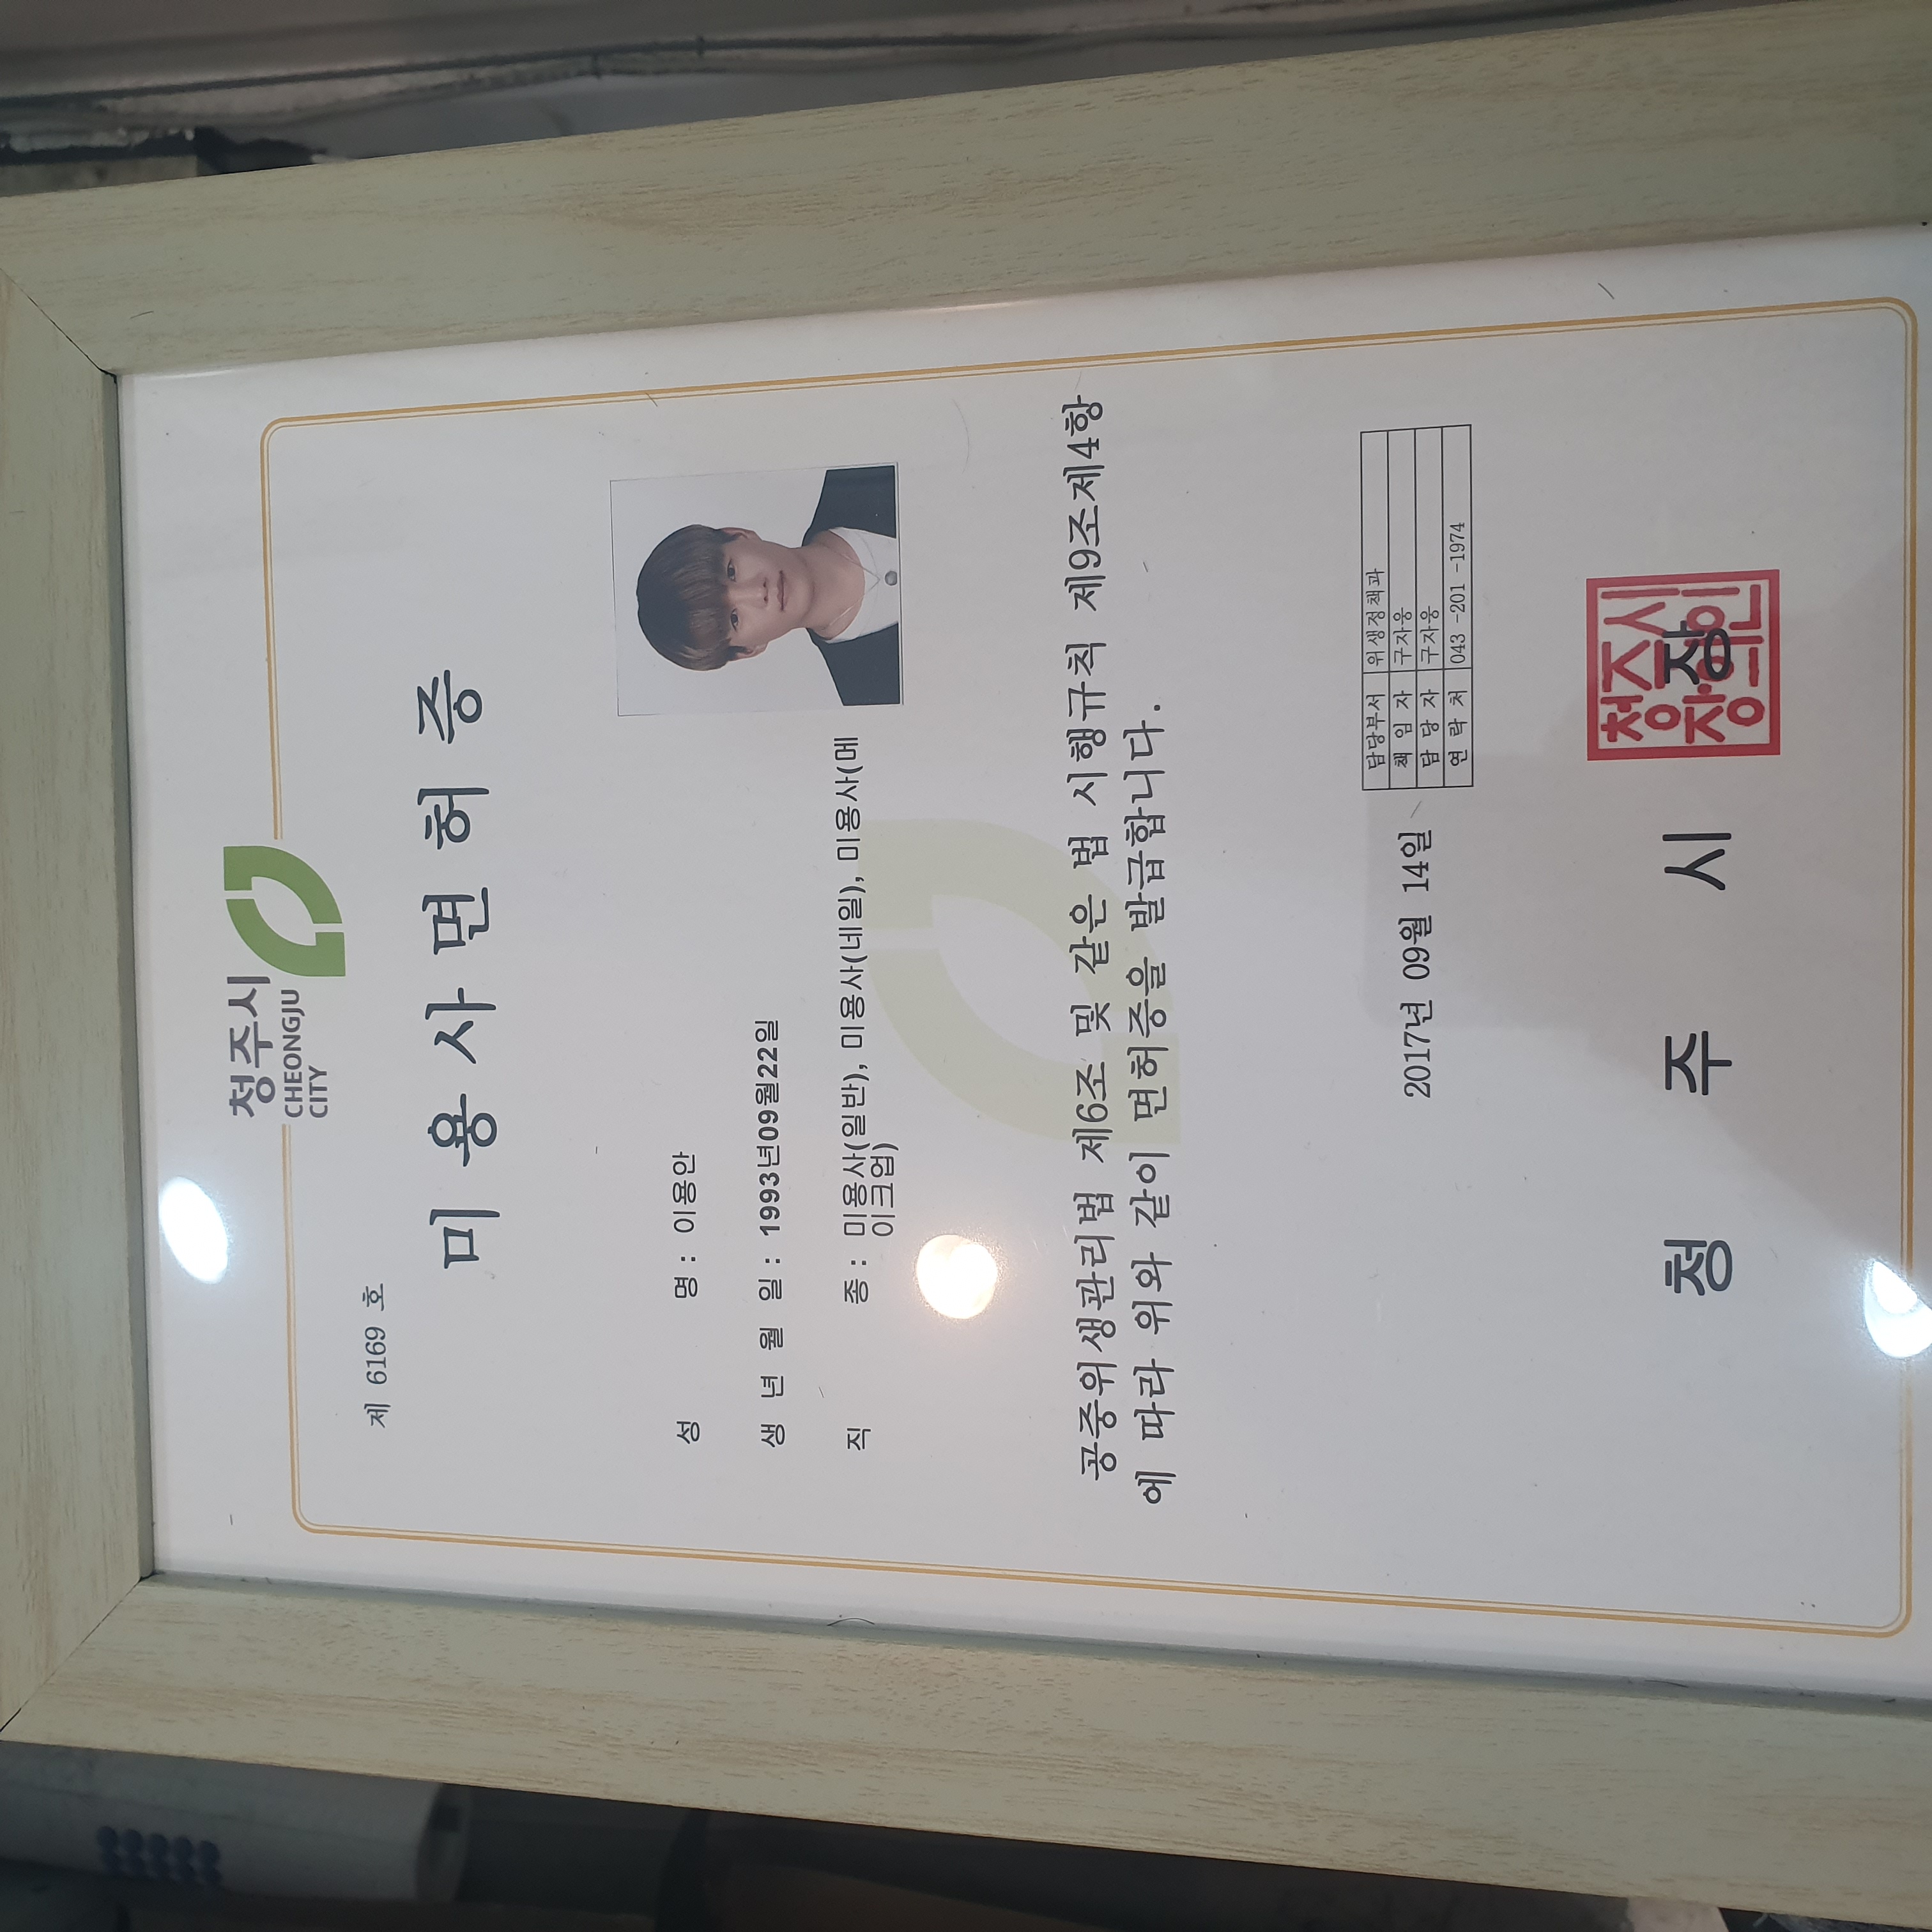 청주시
CHEONGJU
CITY
제 6169 호
미용사면허증
성 명 : 이용안
생 년 월 일 : 1993년09월22일
직 종 : 미용사(일반), 미용사(네일), 미용사(메
이크업)
공중위생관리법 제6조 및 같은 법 시행규칙 제9조제4항
에 따라 위와 같이 면허증을 발급합니다.
2017년 09월 14일
담당부서 위생정책과
책 임 자 구자웅
담 당 자 구자웅
연 락 처 043 -201 -1974
청 주 시 장
청주시
장의인